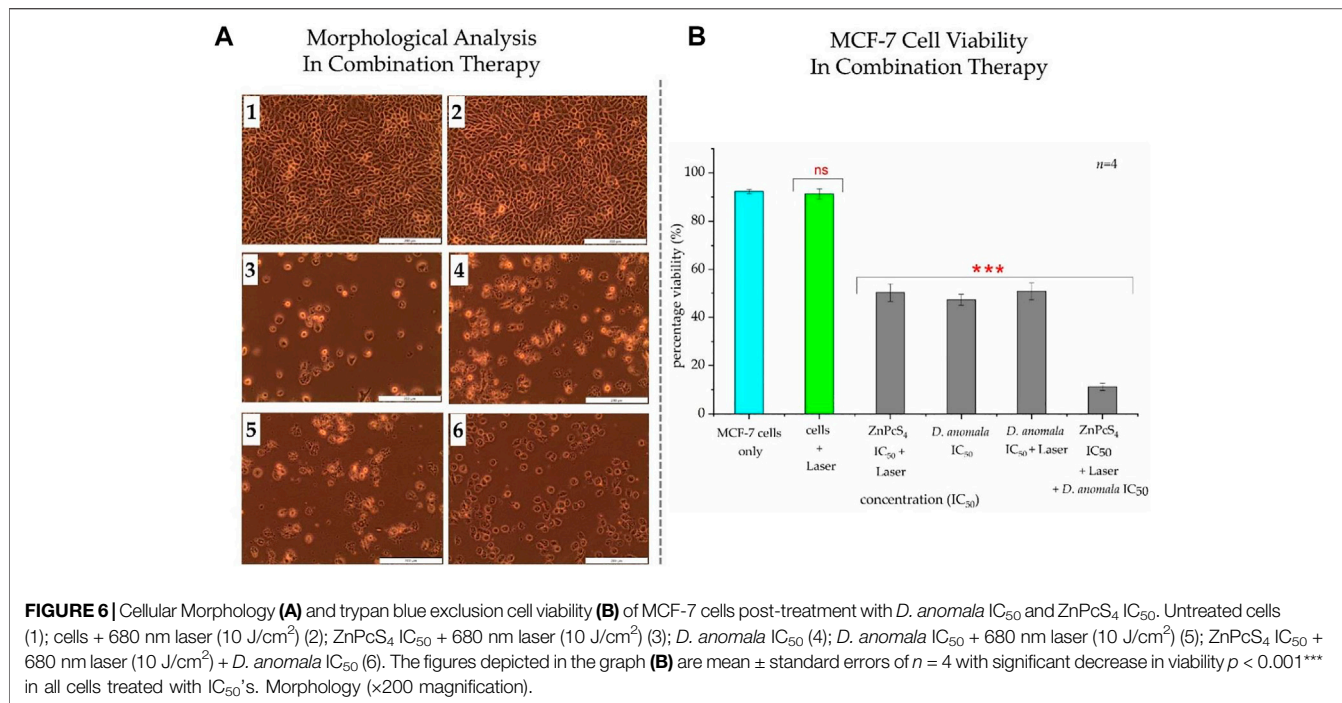 A
Morphological Analysis
In Combination Therapy
1
2
3
4
5
6
B
MCF-7 Cell Viability
In Combination Therapy
n=4
percentage viability (%)
100
80
60
40
20
0
ns
***
MCF-7 cells
only
cells
+
Laser
ZnPcS₄
IC₅₀ +
Laser
D. anomala
IC₅₀
D. anomala
IC₅₀ + Laser
ZnPcS₄
IC50
+ Laser
+ D. anomala IC50
concentration (IC₅₀)
FIGURE 6 | Cellular Morphology (A) and trypan blue exclusion cell viability (B) of MCF-7 cells post-treatment with D. anomala IC₅₀ and ZnPcS₄ IC₅₀. Untreated cells
(1); cells + 680 nm laser (10 J/cm²) (2); ZnPcS₄ IC₅₀ + 680 nm laser (10 J/cm²) (3); D. anomala IC₅₀ (4); D. anomala IC₅₀ + 680 nm laser (10 J/cm²) (5); ZnPcS₄ IC₅₀ +
680 nm laser (10 J/cm²) + D. anomala IC₅₀ (6). The figures depicted in the graph (B) are mean ± standard errors of n = 4 with significant decrease in viability p < 0.001***
in all cells treated with IC₅₀'s. Morphology (×200 magnification).